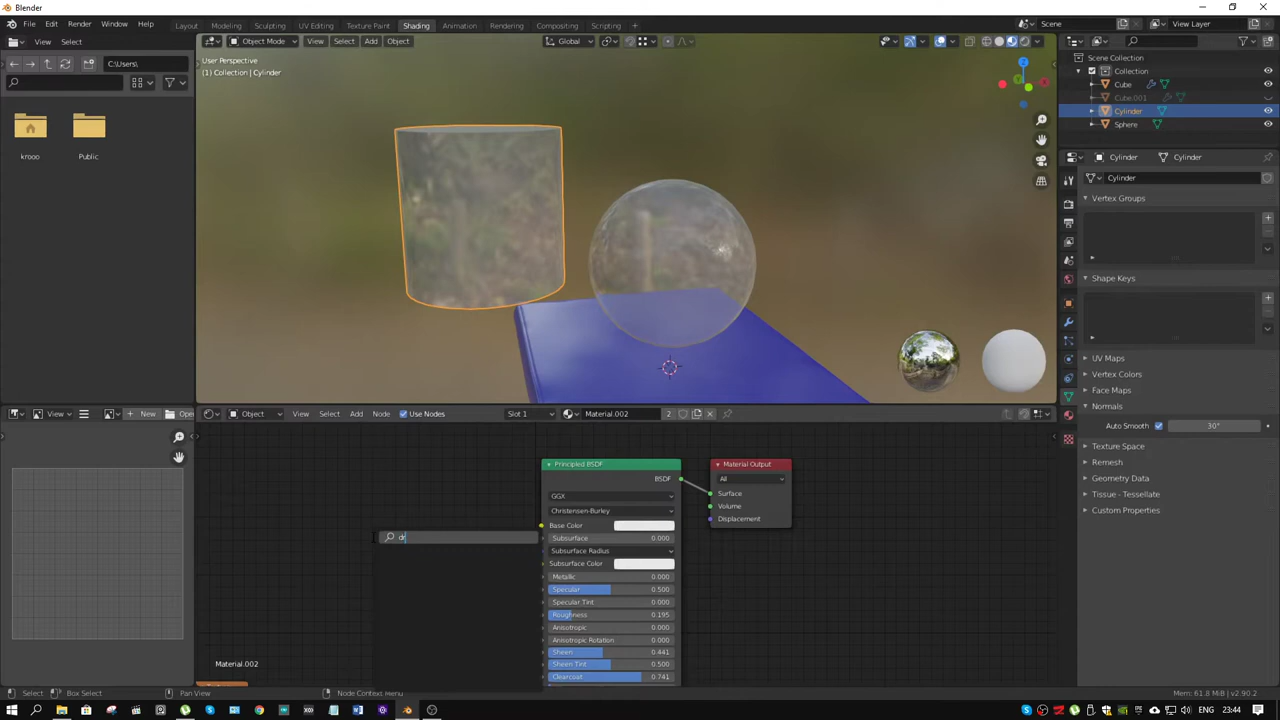 Blender
File Edit Render Window Help Layout Modeling Sculpting UV Editing Texture Paint Shading Animation Rendering Compositing Scripting + Scene View Layer
View Select Object Mode View Select Add Object Global
C:\Users\
User Perspective
(1) Collection | Cylinder
krooo Public
Scene Collection
Collection
Cube
Cube.001
Cylinder
Sphere
Cylinder Cylinder
Cylinder
Vertex Groups
Shape Keys
UV Maps
Vertex Colors
Face Maps
Normals
Auto Smooth 30°
Texture Space
Remesh
Geometry Data
Texture - Tessellate
Custom Properties
View New Open Object View Select Add Node Use Nodes Slot 1 Material.002 2
Principled BSDF
BSDF
GGX
Christensen-Burley
Base Color
Subsurface 0.000
Subsurface Radius
Subsurface Color
Metallic 0.000
Specular 0.500
Specular Tint 0.000
Roughness 0.195
Anisotropic 0.000
Anisotropic Rotation 0.000
Sheen 0.441
Sheen Tint 0.500
Clearcoat 0.741
Material Output
All
Surface
Volume
Displacement
dr
Material.002
Select Box Select Pan View Node Context Menu Mem: 61.8 MiB | v2.90.2
ENG 23:44